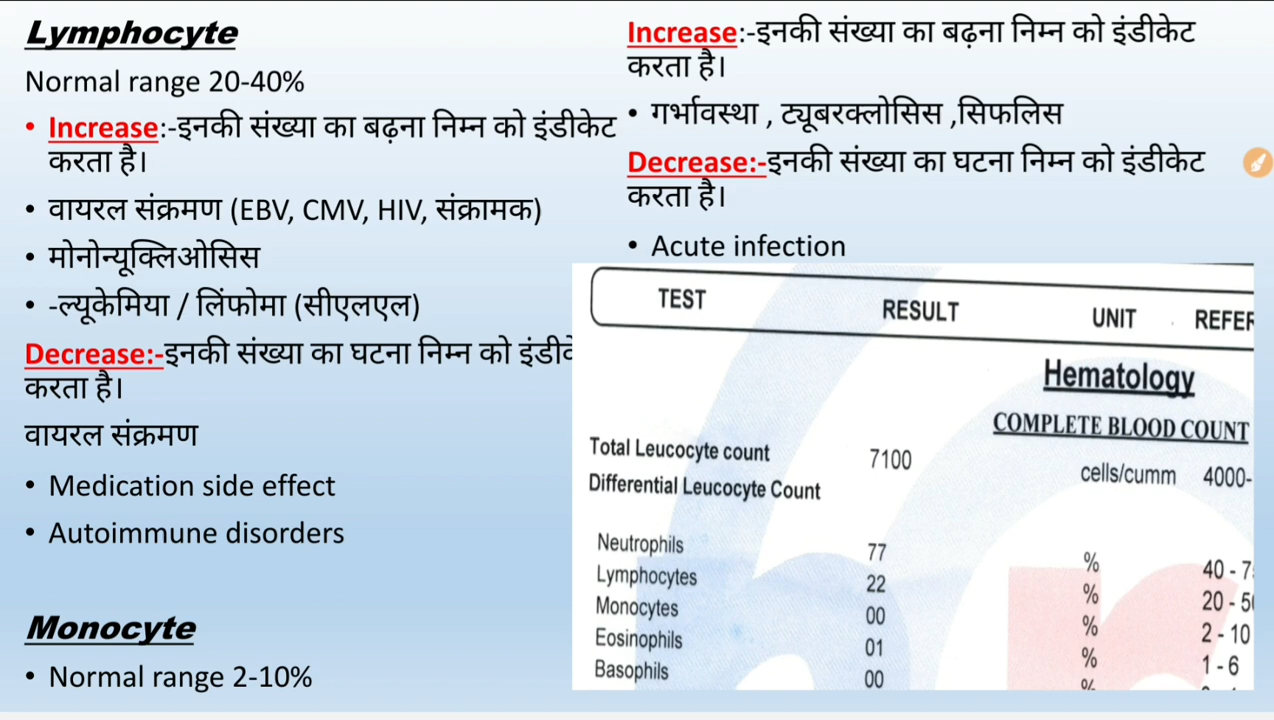 Lymphocyte
Normal range 20-40%
• Increase:-इनकी संख्या का बढ़ना निम्न को इंडीकेट
करता है।
• वायरल संक्रमण (EBV, CMV, HIV, संक्रामक)
• मोनोन्यूक्लिओसिस
• -ल्यूकेमिया / लिंफोमा (सीएलएल)
Decrease:-इनकी संख्या का घटना निम्न को
करता है।
वायरल संक्रमण
• Medication side effect
• Autoimmune disorders
Monocyte
• Normal range 2-10%
Increase:-इनकी संख्या का बढ़ना निम्न को इंडीकेट
करता है।
• गर्भावस्था , ट्यूबरक्लोसिस ,सिफलिस
Decrease:-इनकी संख्या का घटना निम्न को इंडीकेट
करता है।
• Acute infection
TEST RESULT UNIT REFER
Hematology
COMPLETE BLOOD COUNT
Total Leucocyte count 7100 cells/cumm 4000-
Differential Leucocyte Count
Neutrophils 77 % 40 - 7
Lymphocytes 22 % 20 - 50
Monocytes 00 % 2 - 10
Eosinophils 01 % 1 - 6
Basophils 00 %